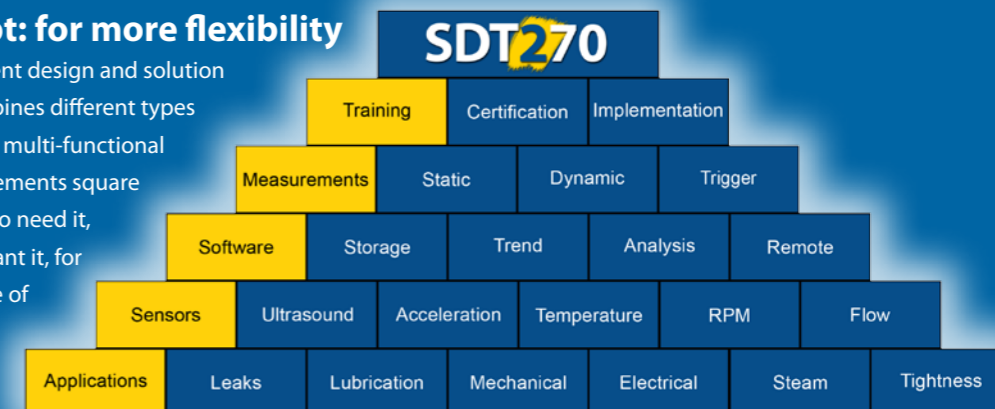 t: for more flexibility
ent design and solution
bines different types
multi-functional
ements square
o need it,
ant it, for
e of
SDT270
Training Certification Implementation
Measurements Static Dynamic Trigger
Software Storage Trend Analysis Remote
Sensors Ultrasound Acceleration Temperature RPM Flow
Applications Leaks Lubrication Mechanical Electrical Steam Tightness